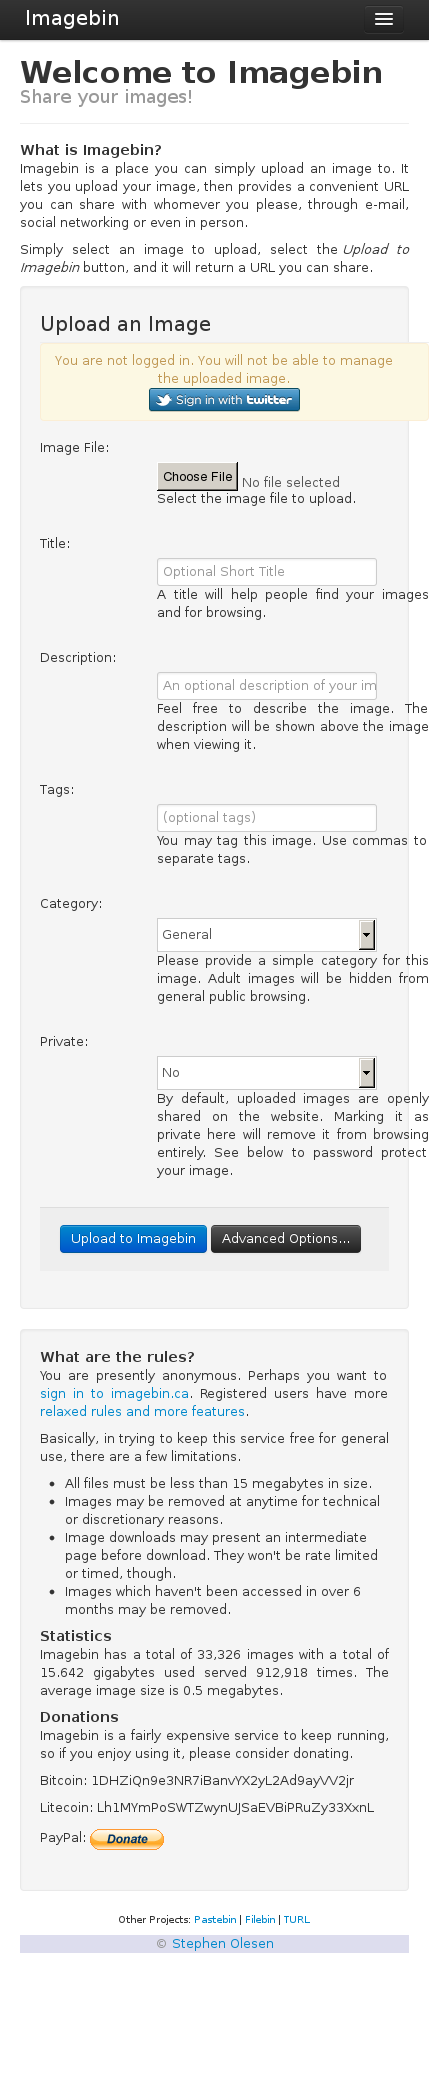 Imagebin
Welcome to Imagebin
Share your images!
What is Imagebin?
Imagebin is a place you can simply upload an image to. It
lets you upload your image, then provides a convenient URL
you can share with whomever you please, through e-mail,
social networking or even in person.
Simply select an image to upload, select the Upload to
Imagebin button, and it will return a URL you can share.
Upload an Image
You are not logged in. You will not be able to manage
the uploaded image.
Sign in with twitter
Image File:
Choose File No file selected
Select the image file to upload.
Title:
Optional Short Title
A title will help people find your images
and for browsing.
Description:
An optional description of your im
Feel free to describe the image. The
description will be shown above the image
when viewing it.
Tags:
(optional tags)
You may tag this image. Use commas to
separate tags.
Category:
General
Please provide a simple category for this
image. Adult images will be hidden from
general public browsing.
Private:
No
By default, uploaded images are openly
shared on the website. Marking it as
private here will remove it from browsing
entirely. See below to password protect
your image.
Upload to Imagebin Advanced Options...
What are the rules?
You are presently anonymous. Perhaps you want to
sign in to imagebin.ca. Registered users have more
relaxed rules and more features.
Basically, in trying to keep this service free for general
use, there are a few limitations.
• All files must be less than 15 megabytes in size.
• Images may be removed at anytime for technical
or discretionary reasons.
• Image downloads may present an intermediate
page before download. They won't be rate limited
or timed, though.
• Images which haven't been accessed in over 6
months may be removed.
Statistics
Imagebin has a total of 33,326 images with a total of
15.642 gigabytes used served 912,918 times. The
average image size is 0.5 megabytes.
Donations
Imagebin is a fairly expensive service to keep running,
so if you enjoy using it, please consider donating.
Bitcoin: 1DHZiQn9e3NR7iBanvYX2yL2Ad9ayVV2jr
Litecoin: Lh1MYmPoSWTZwynUJSaEVBiPRuZy33XxnL
PayPal: Donate
Other Projects: Pastebin | Filebin | TURL
© Stephen Olesen